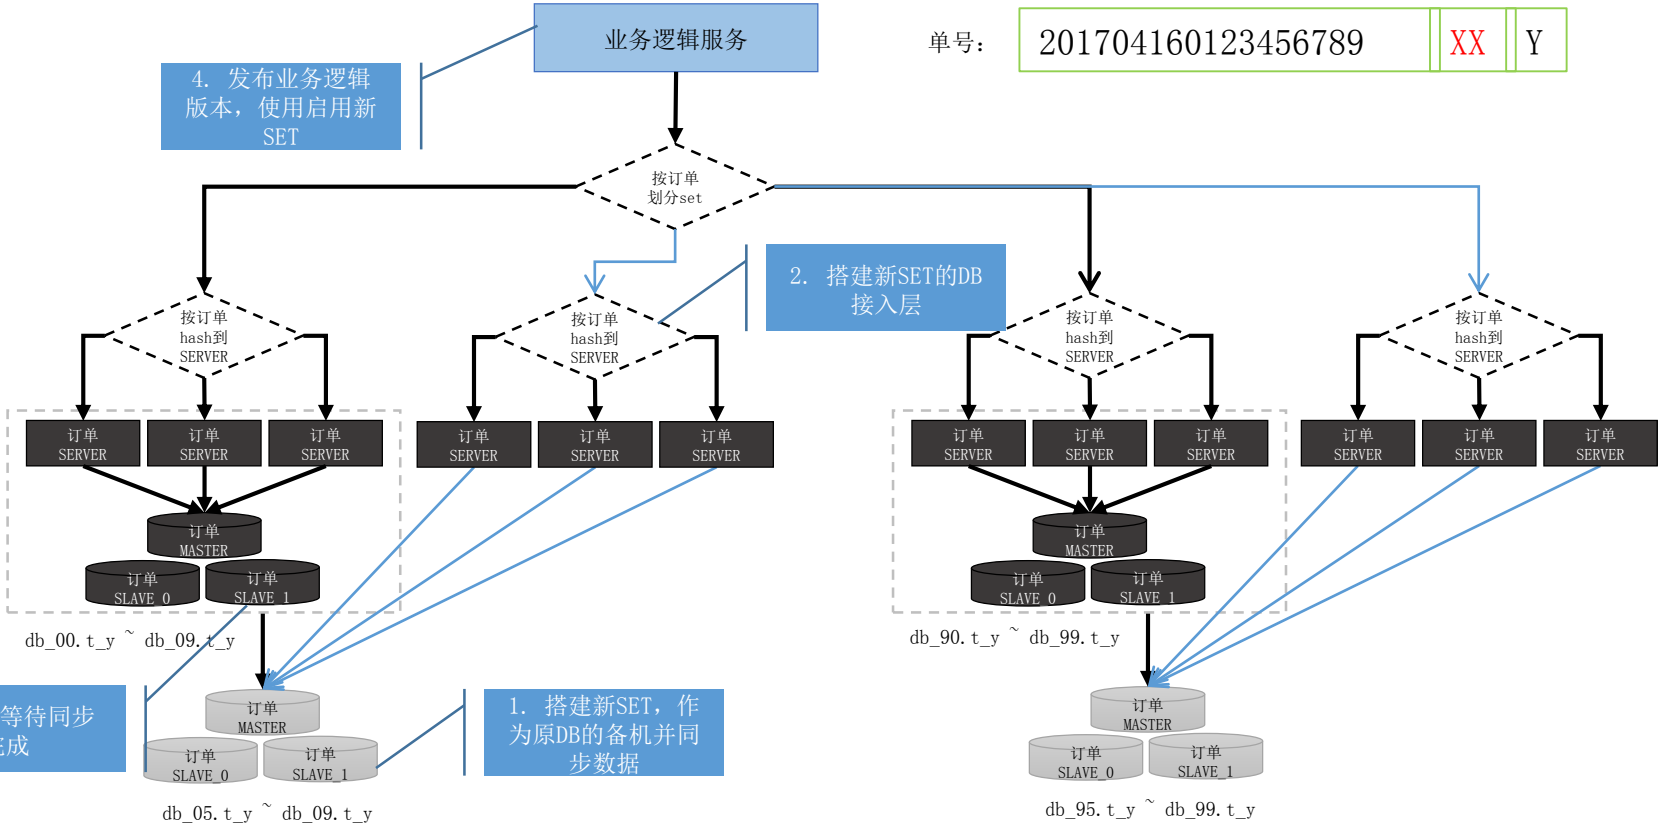 业务逻辑服务
单号：
201704160123456789
XX
Y
4. 发布业务逻辑
版本，使用启用新
SET
按订单
划分set
2. 搭建新SET的DB
接入层
按订单
hash到
SERVER
按订单
hash到
SERVER
按订单
hash到
SERVER
按订单
hash到
SERVER
订单
SERVER
订单
SERVER
订单
SERVER
订单
SERVER
订单
SERVER
订单
SERVER
订单
SERVER
订单
SERVER
订单
SERVER
订单
SERVER
订单
SERVER
订单
SERVER
订单
MASTER
订单
SLAVE_0
订单
SLAVE_1
订单
MASTER
订单
SLAVE_0
订单
SLAVE_1
db_00.t_y ~ db_09.t_y
db_90.t_y ~ db_99.t_y
等待同步
完成
订单
MASTER
订单
SLAVE_0
订单
SLAVE_1
1. 搭建新SET，作
为原DB的备机并同
步数据
订单
MASTER
订单
SLAVE_0
订单
SLAVE_1
db_05.t_y ~ db_09.t_y
db_95.t_y ~ db_99.t_y